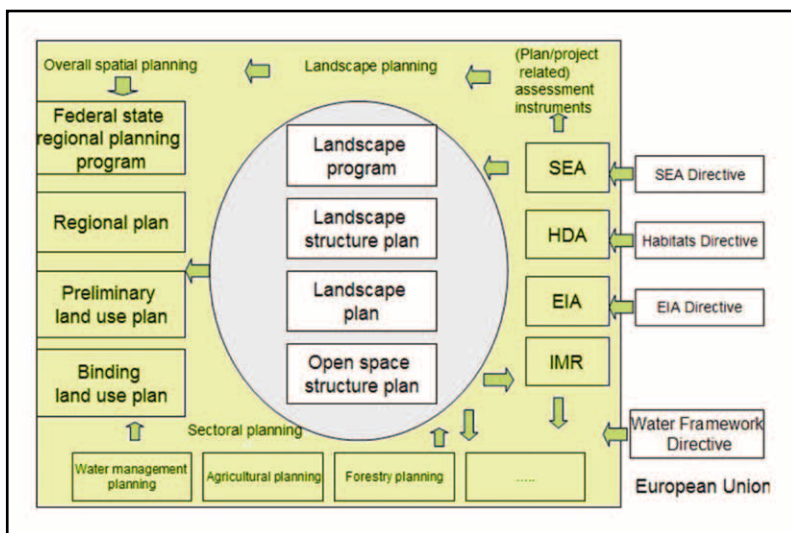 Overall spatial planning
Landscape planning
(Plan/project
related)
assessment
instruments
Federal state
regional planning
program
Regional plan
Preliminary
land use plan
Binding
land use plan
Landscape
program
Landscape
structure plan
Landscape
plan
Open space
structure plan
SEA
HDA
EIA
IMR
SEA Directive
Habitats Directive
EIA Directive
Water Framework
Directive
European Union
Sectoral planning
Water management
planning
Agricultural planning
Forestry planning
.....